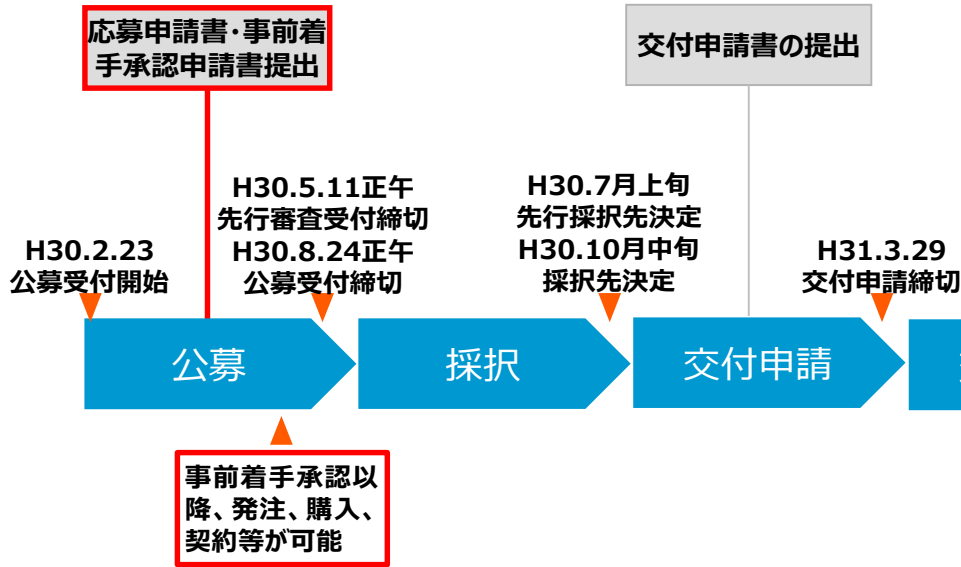 応募申請書・事前着
手承認申請書提出
交付申請書の提出
H30.5.11正午
先行審査受付締切
H30.8.24正午
公募受付締切
H30.7月上旬
先行採択先決定
H30.10月中旬
採択先決定
H30.2.23
公募受付開始
H31.3.29
交付申請締切
公募
採択
交付申請
事前着手承認以
降、発注、購入、
契約等が可能